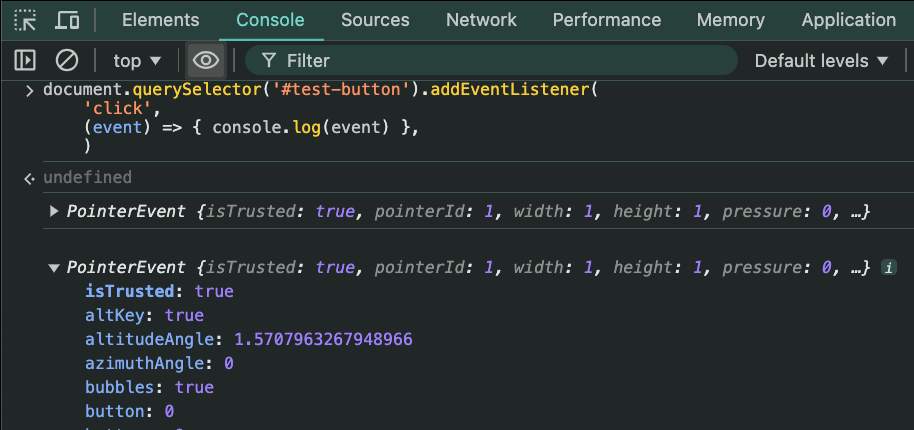 Elements Console Sources Network Performance Memory Application
top Filter Default levels
document.querySelector('#test-button').addEventListener(
'click',
(event) => { console.log(event) },
)
undefined
PointerEvent {isTrusted: true, pointerId: 1, width: 1, height: 1, pressure: 0, …}
PointerEvent {isTrusted: true, pointerId: 1, width: 1, height: 1, pressure: 0, …} i
isTrusted: true
altKey: true
altitudeAngle: 1.5707963267948966
azimuthAngle: 0
bubbles: true
button: 0